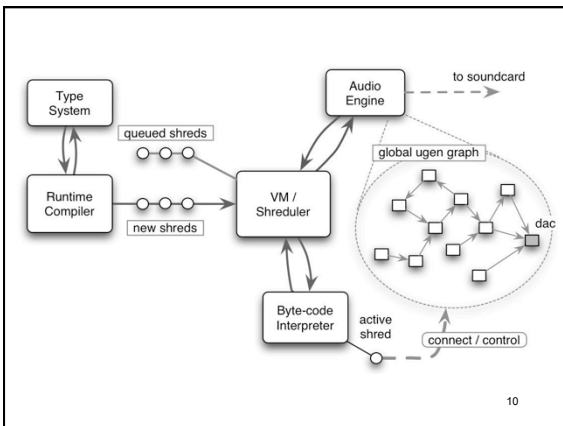 Type
System
Audio
Engine
to soundcard
queued shreds
global ugen graph
Runtime
Compiler
VM /
Shreduler
dac
new shreds
Byte-code
Interpreter
active
shred
connect / control
10